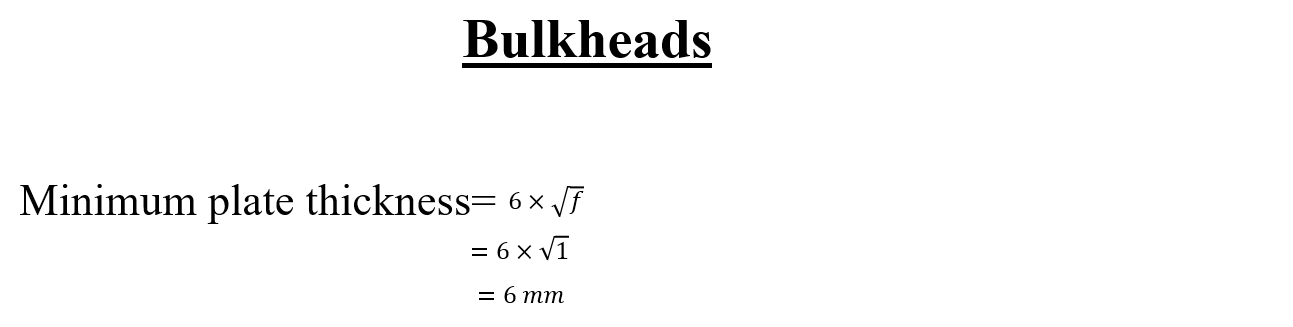 Bulkheads
Minimum plate thickness= 6 × √f
= 6 × √1
= 6 mm